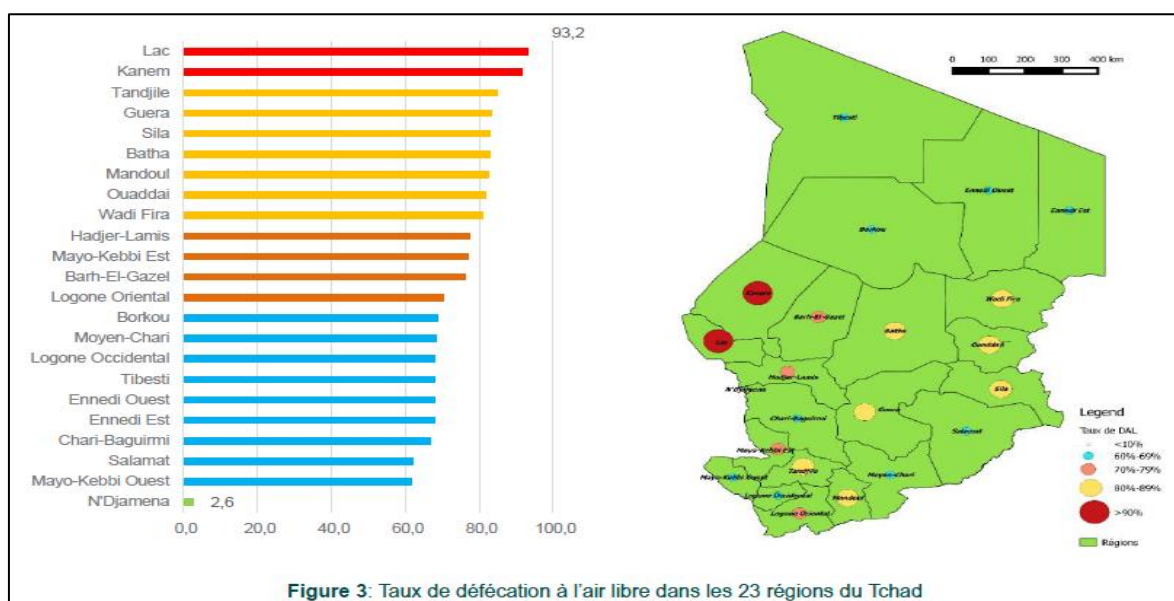 93,2
Lac
Kanem
Tandjile
Guera
Sila
Batha
Mandoul
Ouaddai
Wadi Fira
Hadjer-Lamis
Mayo-Kebbi Est
Barh-El-Gazel
Logone Oriental
Borkou
Moyen-Chari
Logone Occidental
Tibesti
Ennedi Ouest
Ennedi Est
Chari-Baguirmi
Salamat
Mayo-Kebbi Ouest
N'Djamena
2,6
0,0 20,0 40,0 60,0 80,0 100,0
0 100 200 300 400 km
Tibesti
Ennedi Ouest
Ennedi Est
Borkou
Kanem
Wadi Fira
Barh-El-Gazel
Batha
Lac
Hadjer-Lamis
Sila
N'djamena
Guera
Chari-Baguirmi
Salamat
Mayo-Kebbi Est
Tandjile
Mayo-Kebbi Ouest
Moyen-Chari
Logone Occidental
Mandoul
Logone Oriental
Legend
Taux de DAL
<10%
60%-69%
70%-79%
80%-89%
>90%
Régions
Figure 3: Taux de défécation à l'air libre dans les 23 régions du Tchad